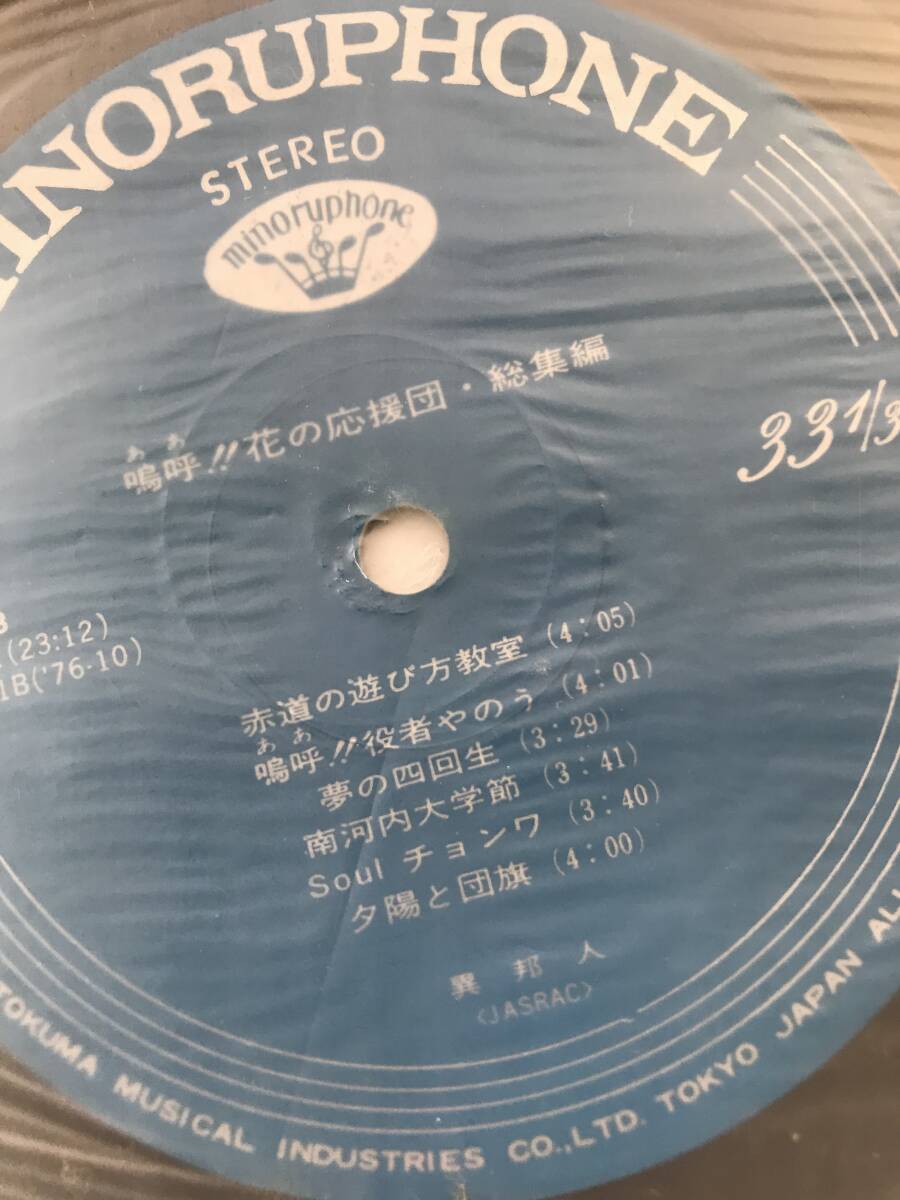 MINORUPHONE
STEREO
minoruphone
ああ
嗚呼!!花の応援団・総集編
33 1/3
(23:12)
1B('76-10)
赤道の遊び方教室 (4:05)
ああ
嗚呼!!役者やのう (4:01)
夢の四回生 (3:29)
南河内大学節 (3:41)
Soul チョンワ (3:40)
夕陽と団旗 (4:00)
異邦人
〈JASRAC〉
TOKUMA MUSICAL INDUSTRIES CO.,LTD. TOKYO JAPAN ALL